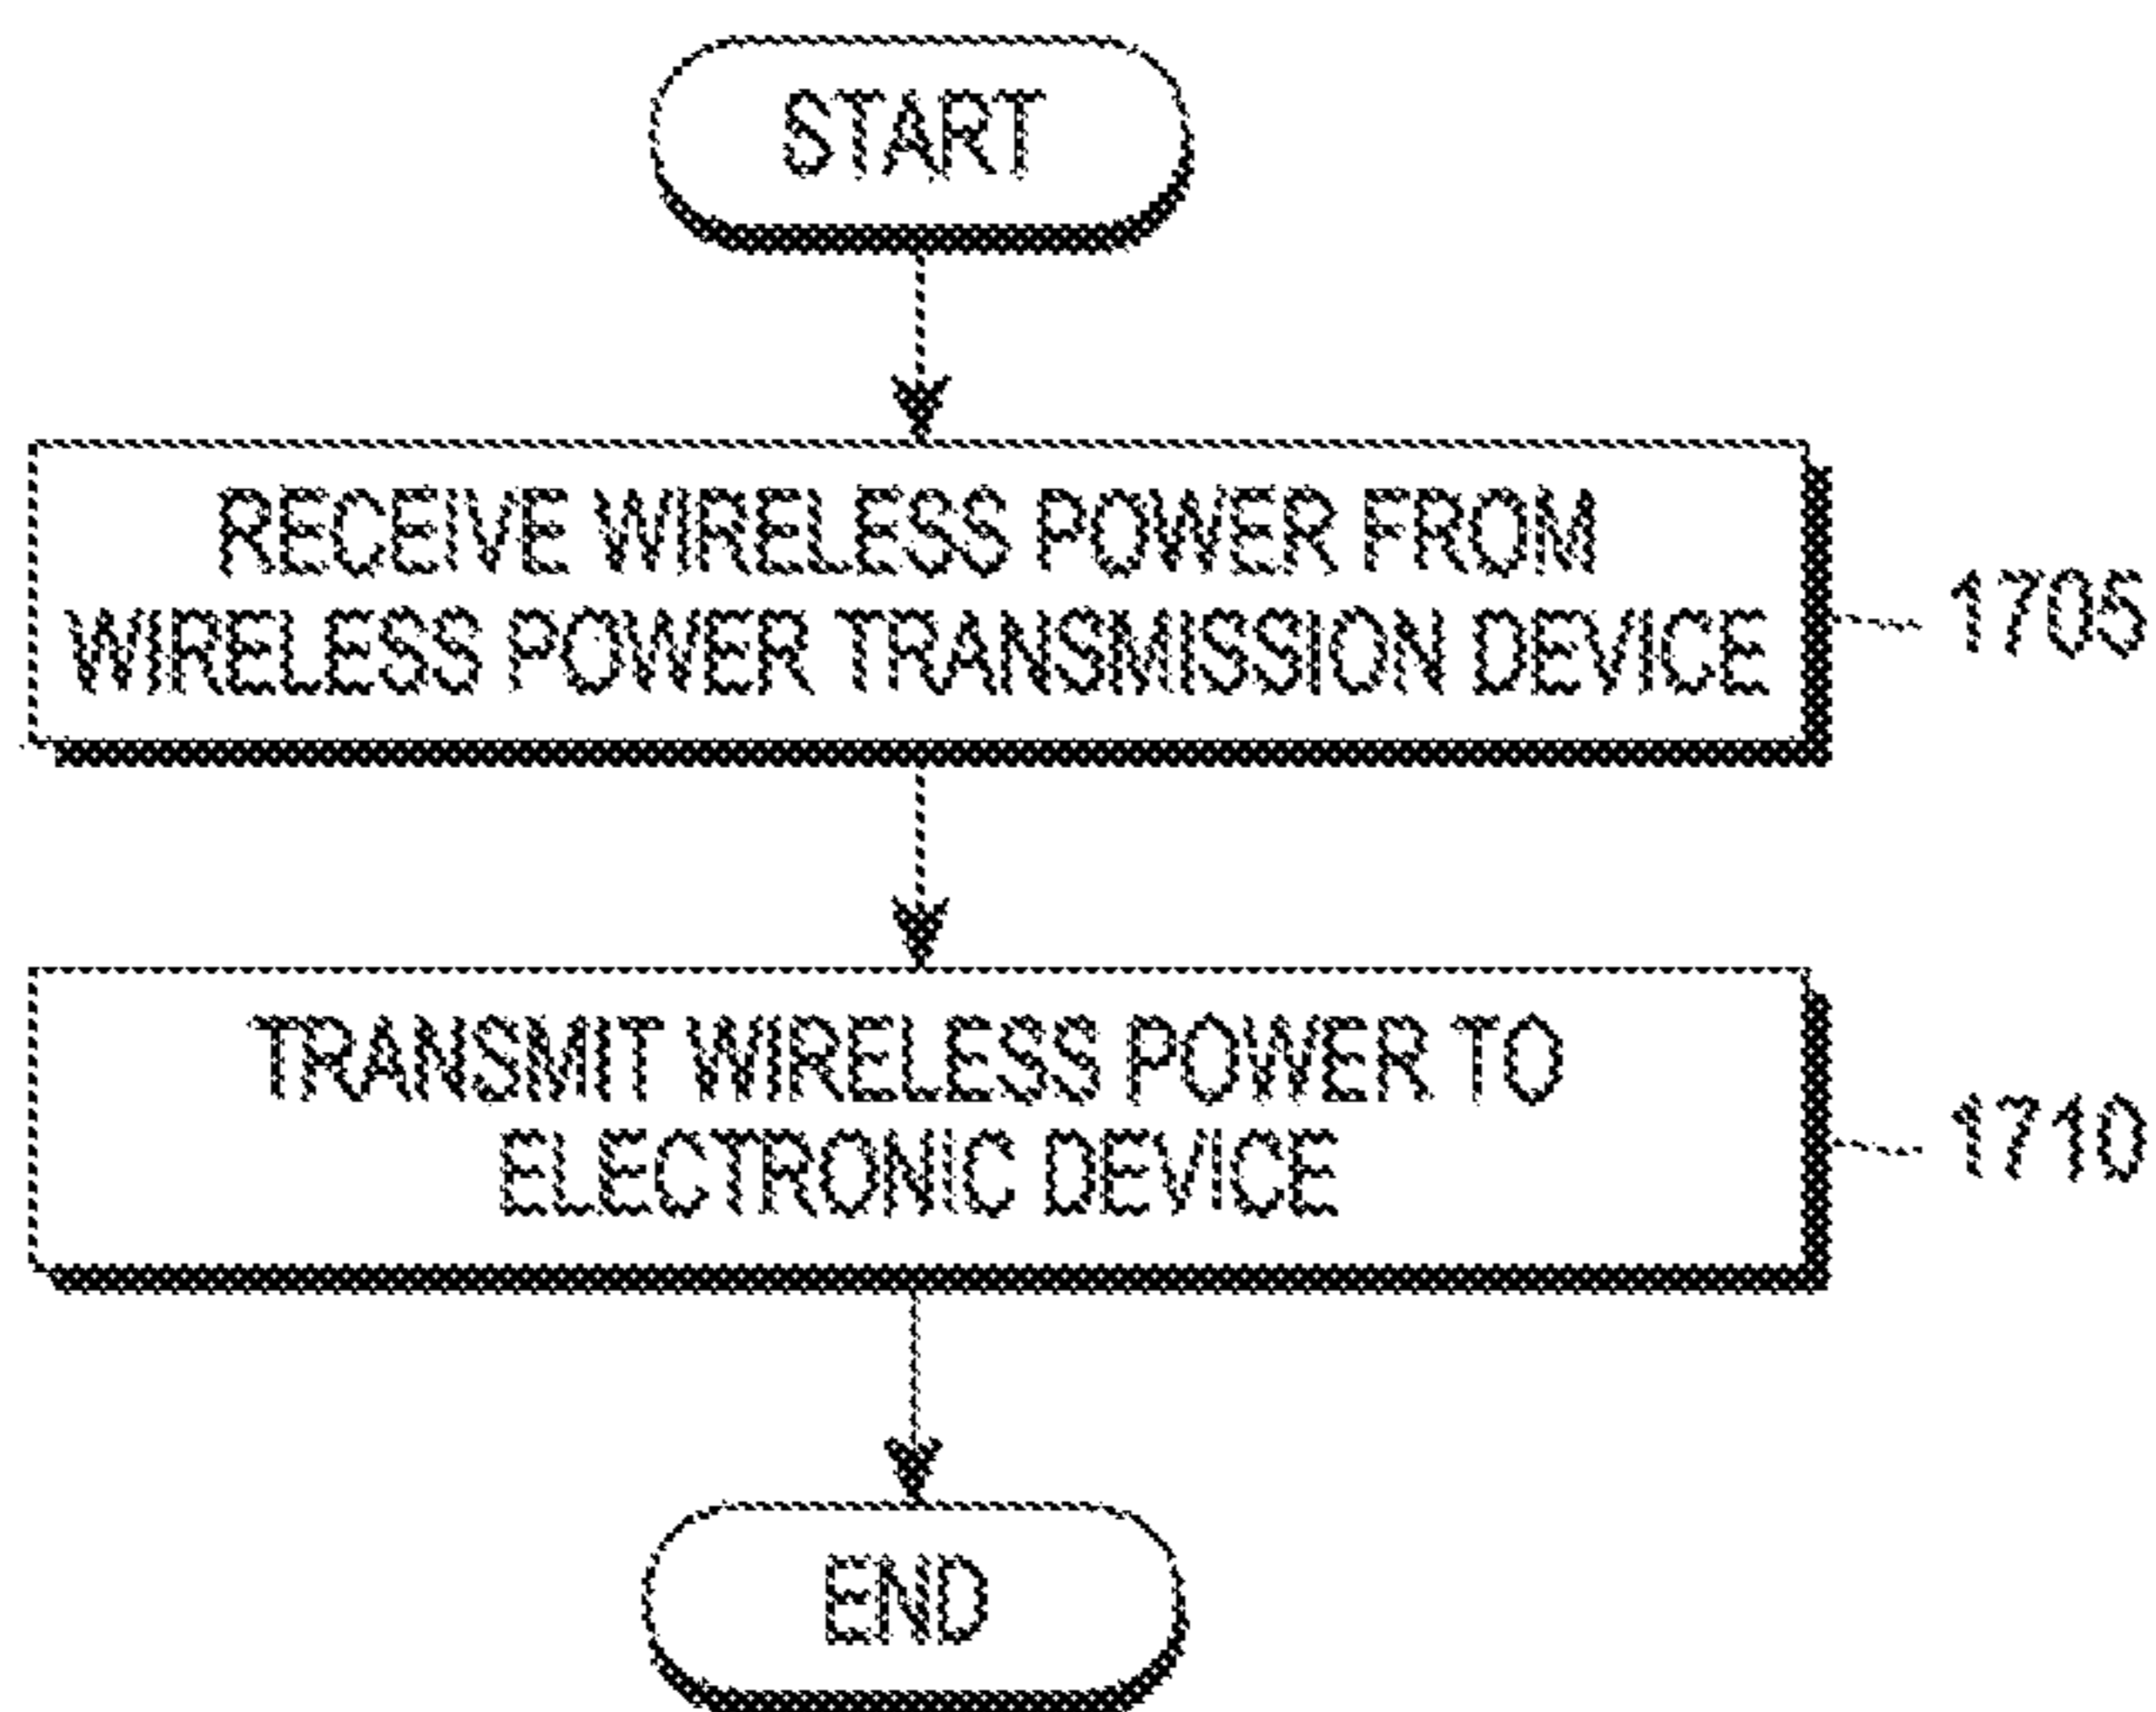 START
RECEIVE WIRELESS POWER FROM
WIRELESS POWER TRANSMISSION DEVICE
1705
TRANSMIT WIRELESS POWER TO
ELECTRONIC DEVICE
1710
END